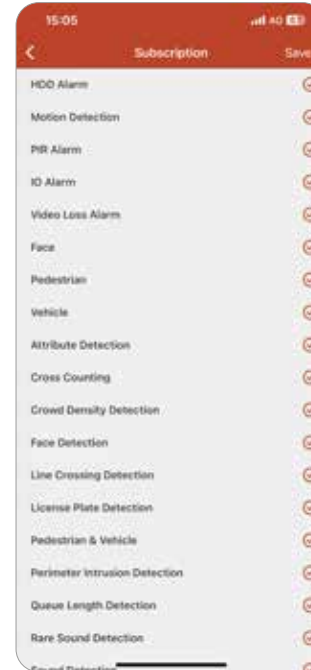 15:05
4G
Subscription
Save
HDD Alarm
Motion Detection
PIR Alarm
IO Alarm
Video Loss Alarm
Face
Pedestrian
Vehicle
Attribute Detection
Cross Counting
Crowd Density Detection
Face Detection
Line Crossing Detection
License Plate Detection
Pedestrian & Vehicle
Perimeter Intrusion Detection
Queue Length Detection
Rare Sound Detection
Sound Detection